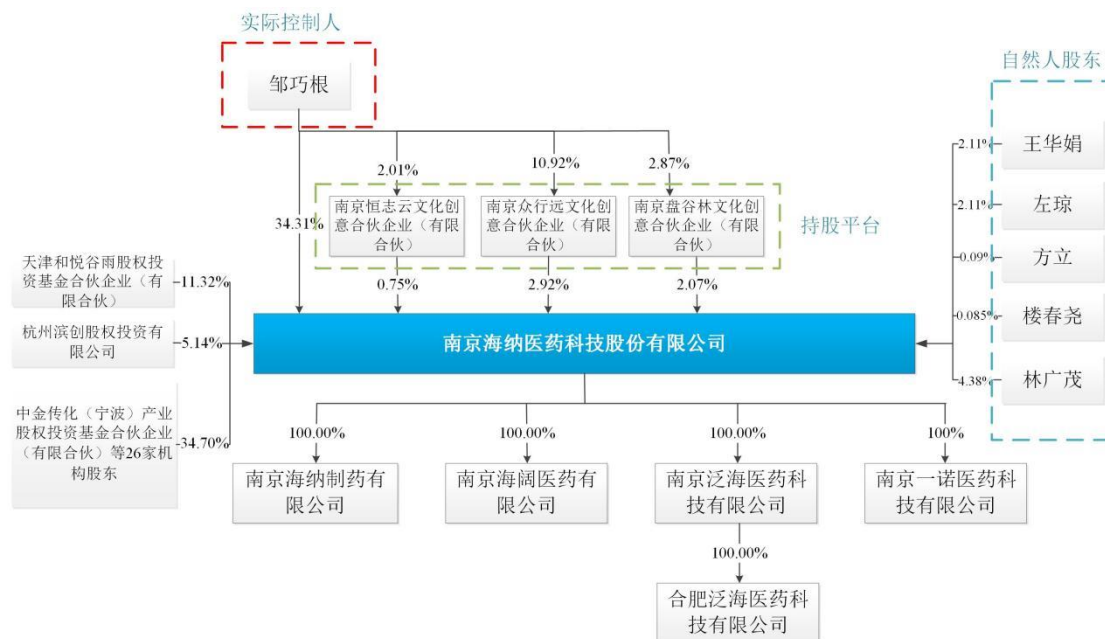 实际控制人
邹巧根
自然人股东
2.01%
10.92%
2.87%
34.31%
南京恒志云文化创
意合伙企业（有限
合伙）
南京众行远文化创
意合伙企业（有限
合伙）
南京盘谷林文化创
意合伙企业（有限
合伙）
持股平台
0.75%
2.92%
2.07%
天津和悦谷雨股权投
资基金合伙企业（有
限合伙）
11.32%
杭州滨创股权投资有
限公司
5.14%
中金传化（宁波）产业
股权投资基金合伙企业
（有限合伙）等26家机
构股东
34.70%
南京海纳医药科技股份有限公司
2.11%
王华娟
2.11%
左琼
0.09%
方立
0.085%
楼春尧
4.38%
林广茂
100.00%
100.00%
100.00%
100%
南京海纳制药有
限公司
南京海阔医药有
限公司
南京泛海医药科
技有限公司
南京一诺医药科
技有限公司
100.00%
合肥泛海医药科
技有限公司